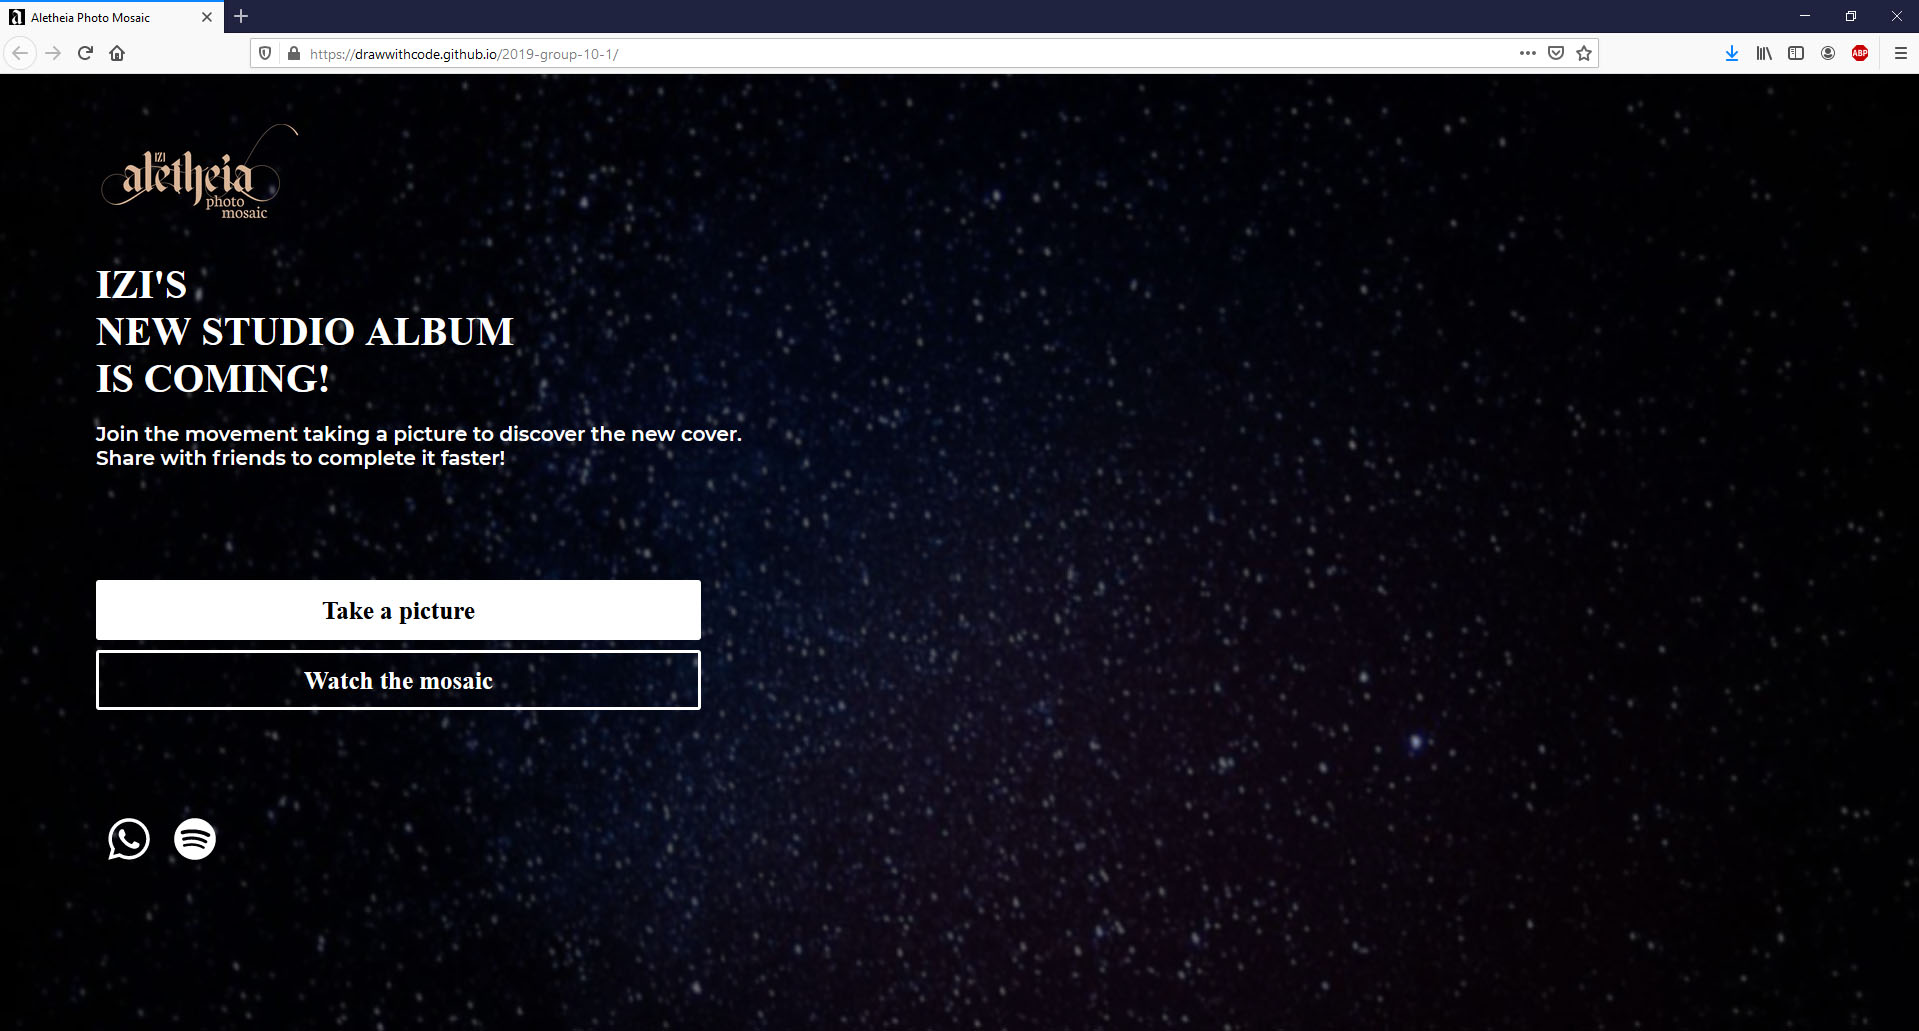 Aletheia Photo Mosaic
https://drawwithcode.github.io/2019-group-10-1/
ABP
IZI
aletheia
photo
mosaic
IZI'S
NEW STUDIO ALBUM
IS COMING!
Join the movement taking a picture to discover the new cover.
Share with friends to complete it faster!
Take a picture
Watch the mosaic